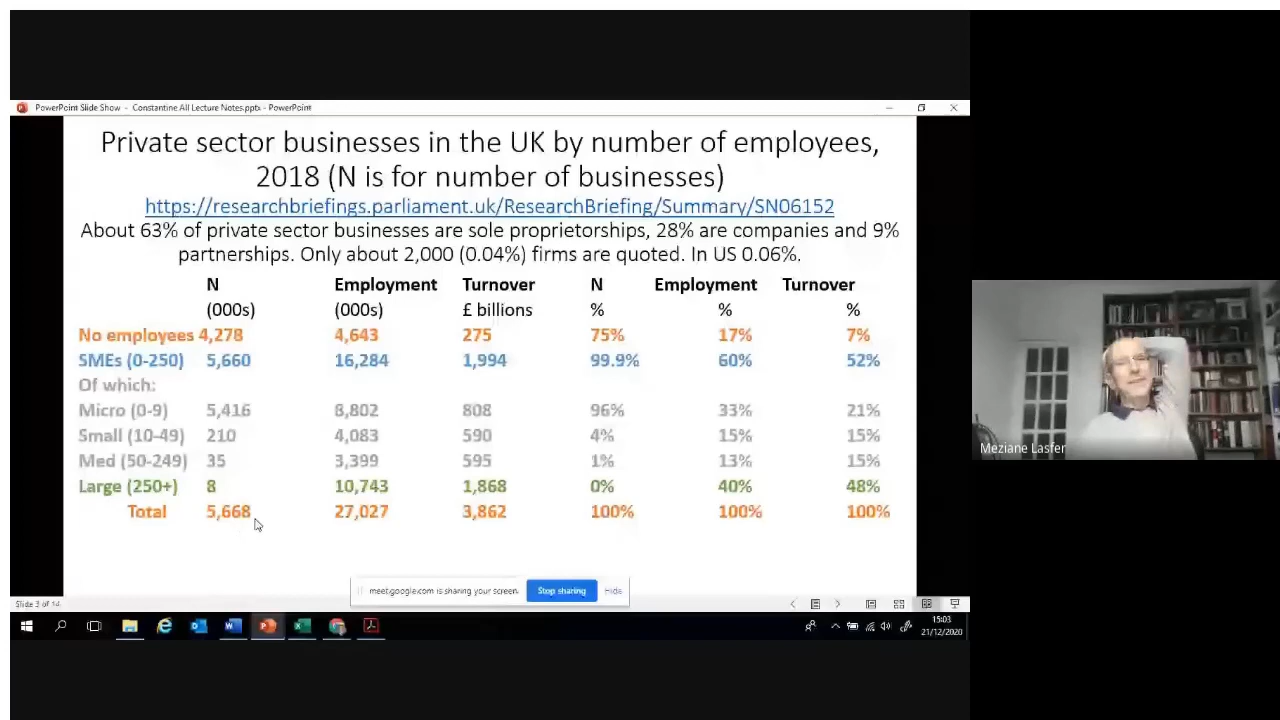 PowerPoint Slide Show - Constantine All Lecture Notes.pptx - PowerPoint
Private sector businesses in the UK by number of employees,
2018 (N is for number of businesses)
https://researchbriefings.parliament.uk/ResearchBriefing/Summary/SN06152
About 63% of private sector businesses are sole proprietorships, 28% are companies and 9%
partnerships. Only about 2,000 (0.04%) firms are quoted. In US 0.06%.
N Employment Turnover N Employment Turnover
(000s) (000s) £ billions % % %
No employees 4,278 4,643 275 75% 17% 7%
SMEs (0-250) 5,660 16,284 1,994 99.9% 60% 52%
Of which:
Micro (0-9) 5,416 8,802 808 96% 33% 21%
Small (10-49) 210 4,083 590 4% 15% 15%
Med (50-249) 35 3,399 595 1% 13% 15%
Large (250+) 8 10,743 1,868 0% 40% 48%
Total 5,668 27,027 3,862 100% 100% 100%
meet.google.com is sharing your screen. Stop sharing Hide
Slide 3 of 14
15:03
21/12/2020
Meziane Lasfer